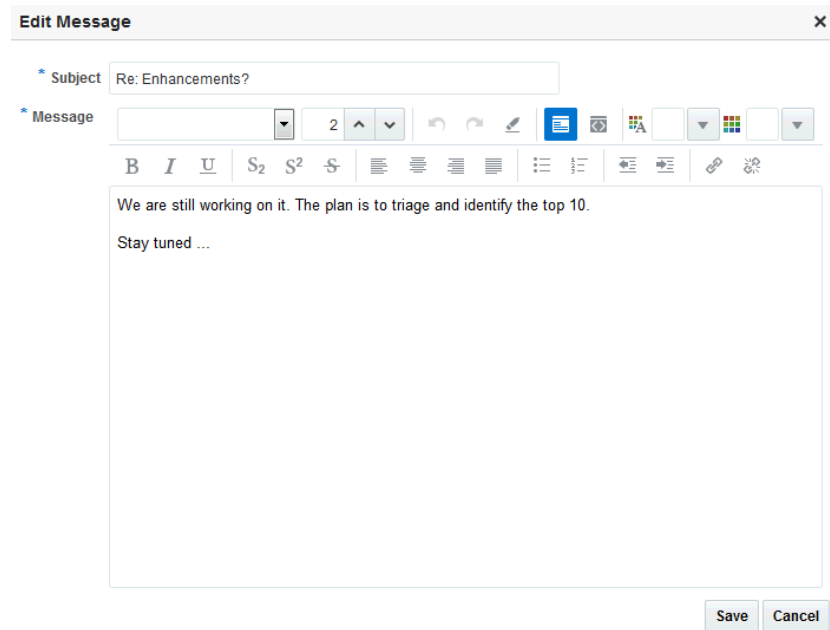 Edit Message
* Subject Re: Enhancements?
* Message 2
B I U S₂ S² S
We are still working on it. The plan is to triage and identify the top 10.
Stay tuned ...
Save Cancel